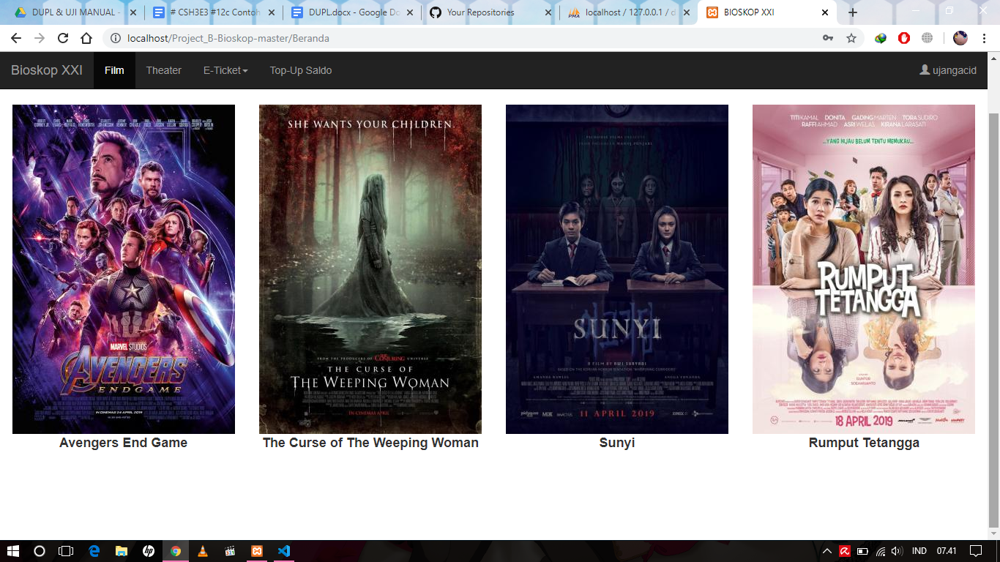 DUPL & UJI MANUAL -
# CSH3E3 #12c Contoh
DUPL.docx - Google Do
Your Repositories
localhost / 127.0.0.1 / d
BIOSKOP XXI
localhost/Project_B-Bioskop-master/Beranda
Bioskop XXI
Film
Theater
E-Ticket
Top-Up Saldo
ujangacid
MARVEL STUDIOS
AVENGERS
ENDGAME
IN CINEMAS 24 APRIL 2019
SHE WANTS YOUR CHILDREN.
FROM THE PRODUCERS OF THE CONJURING UNIVERSE
THE CURSE OF
THE WEEPING WOMAN
IN CINEMAS APRIL
SUNYI
A FILM BY AWI SURYADI
11 APRIL 2019
TITI KAMAL DONITA GADING MARTEN TORA SUDIRO
RAFFI AHMAD ASRI WELAS KIRANA LARASATI
...YANG HIJAU BELUM TENTU MEMUKAU...
RUMPUT
TETANGGA
GUNTUR
SOEHARJANTO
18 APRIL 2019
Avengers End Game
The Curse of The Weeping Woman
Sunyi
Rumput Tetangga
IND
07.41